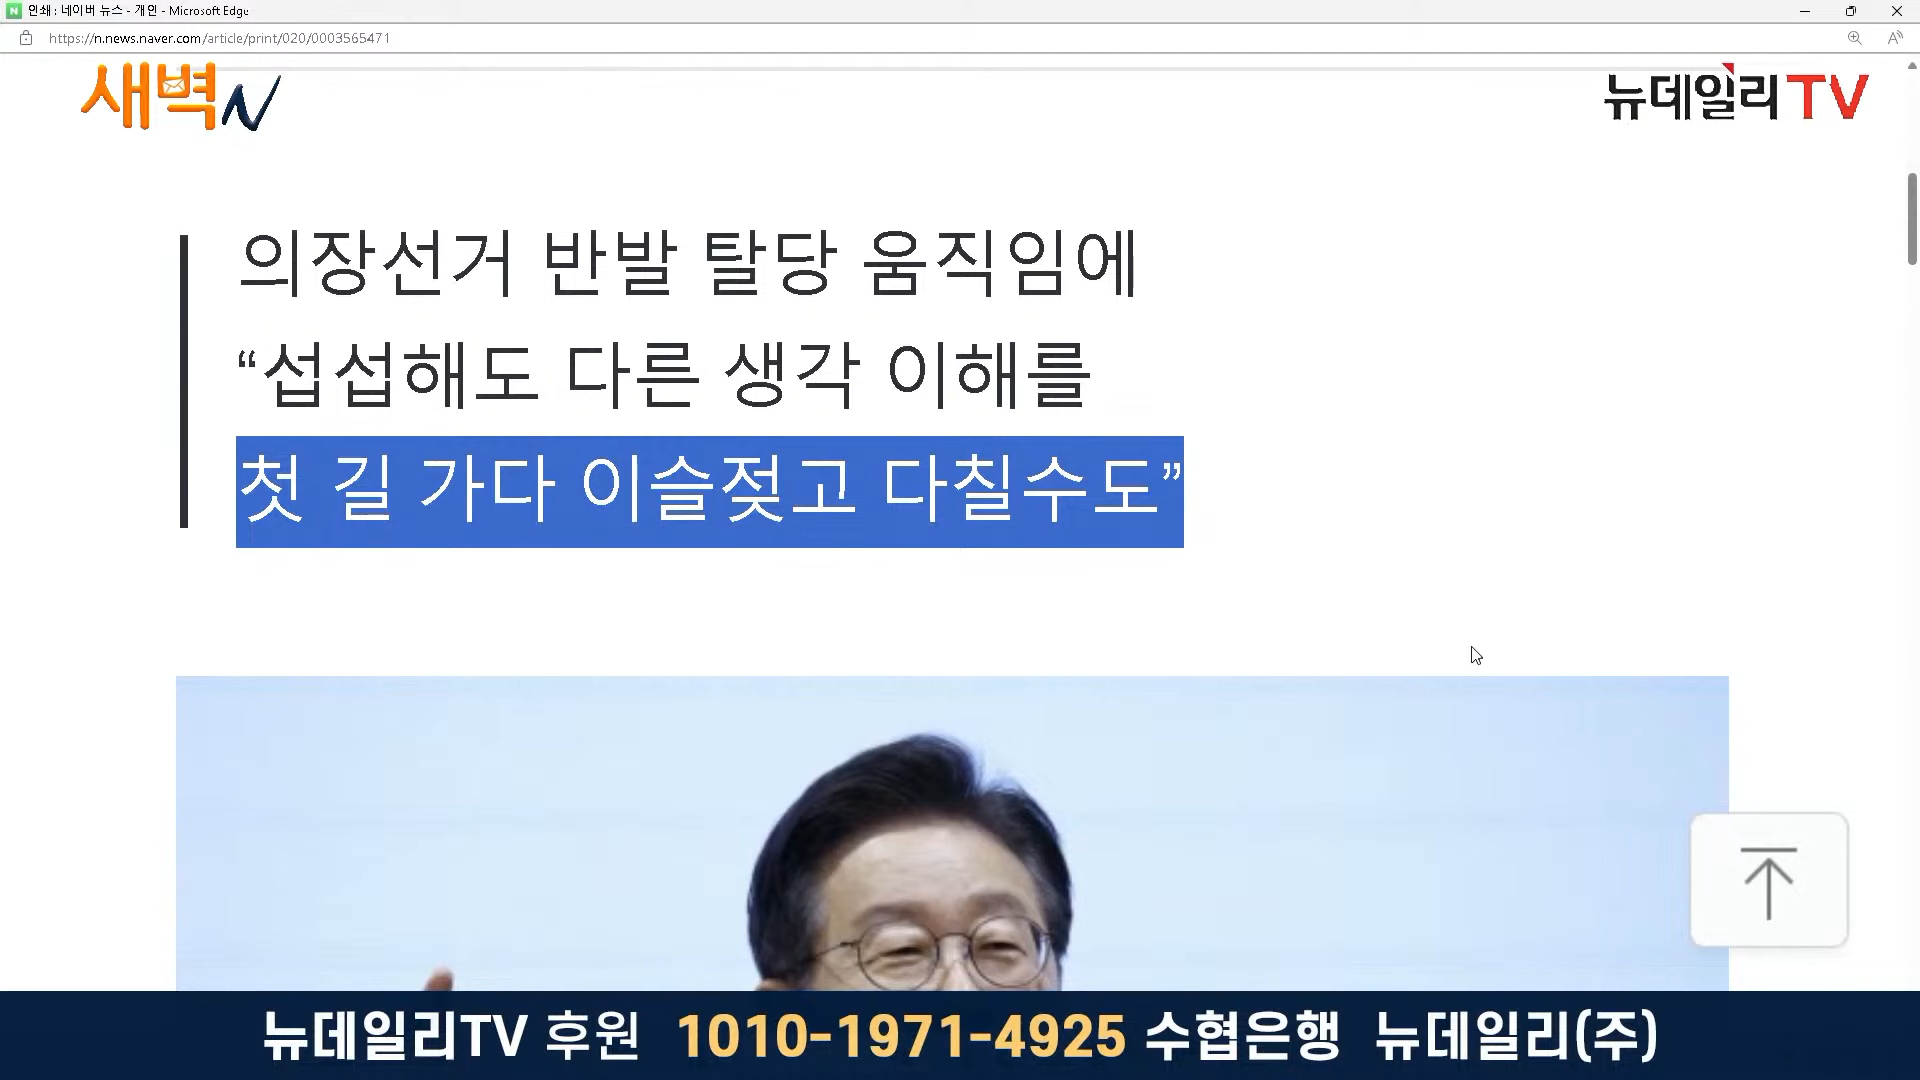 인쇄 : 네이버 뉴스 - 개인 - Microsoft Edge
https://n.news.naver.com/article/print/020/0003565471
새벽N
뉴데일리TV
의장선거 반발 탈당 움직임에
“섭섭해도 다른 생각 이해를
첫 길 가다 이슬젖고 다칠수도”
뉴데일리TV 후원 1010-1971-4925 수협은행 뉴데일리(주)